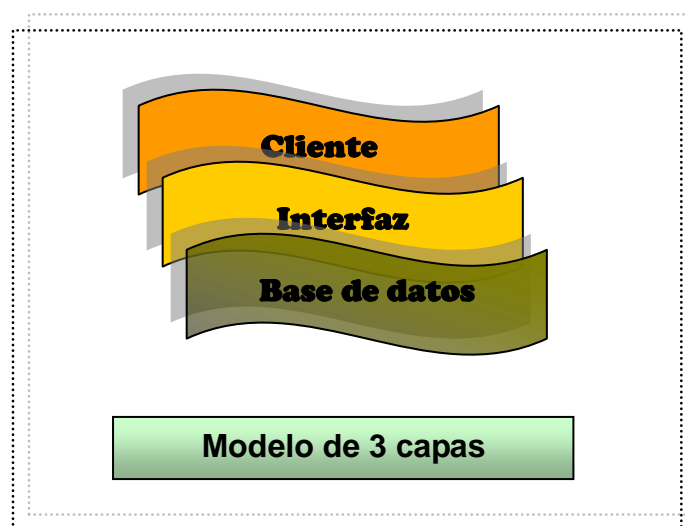 Cliente
Interfaz
Base de datos
Modelo de 3 capas